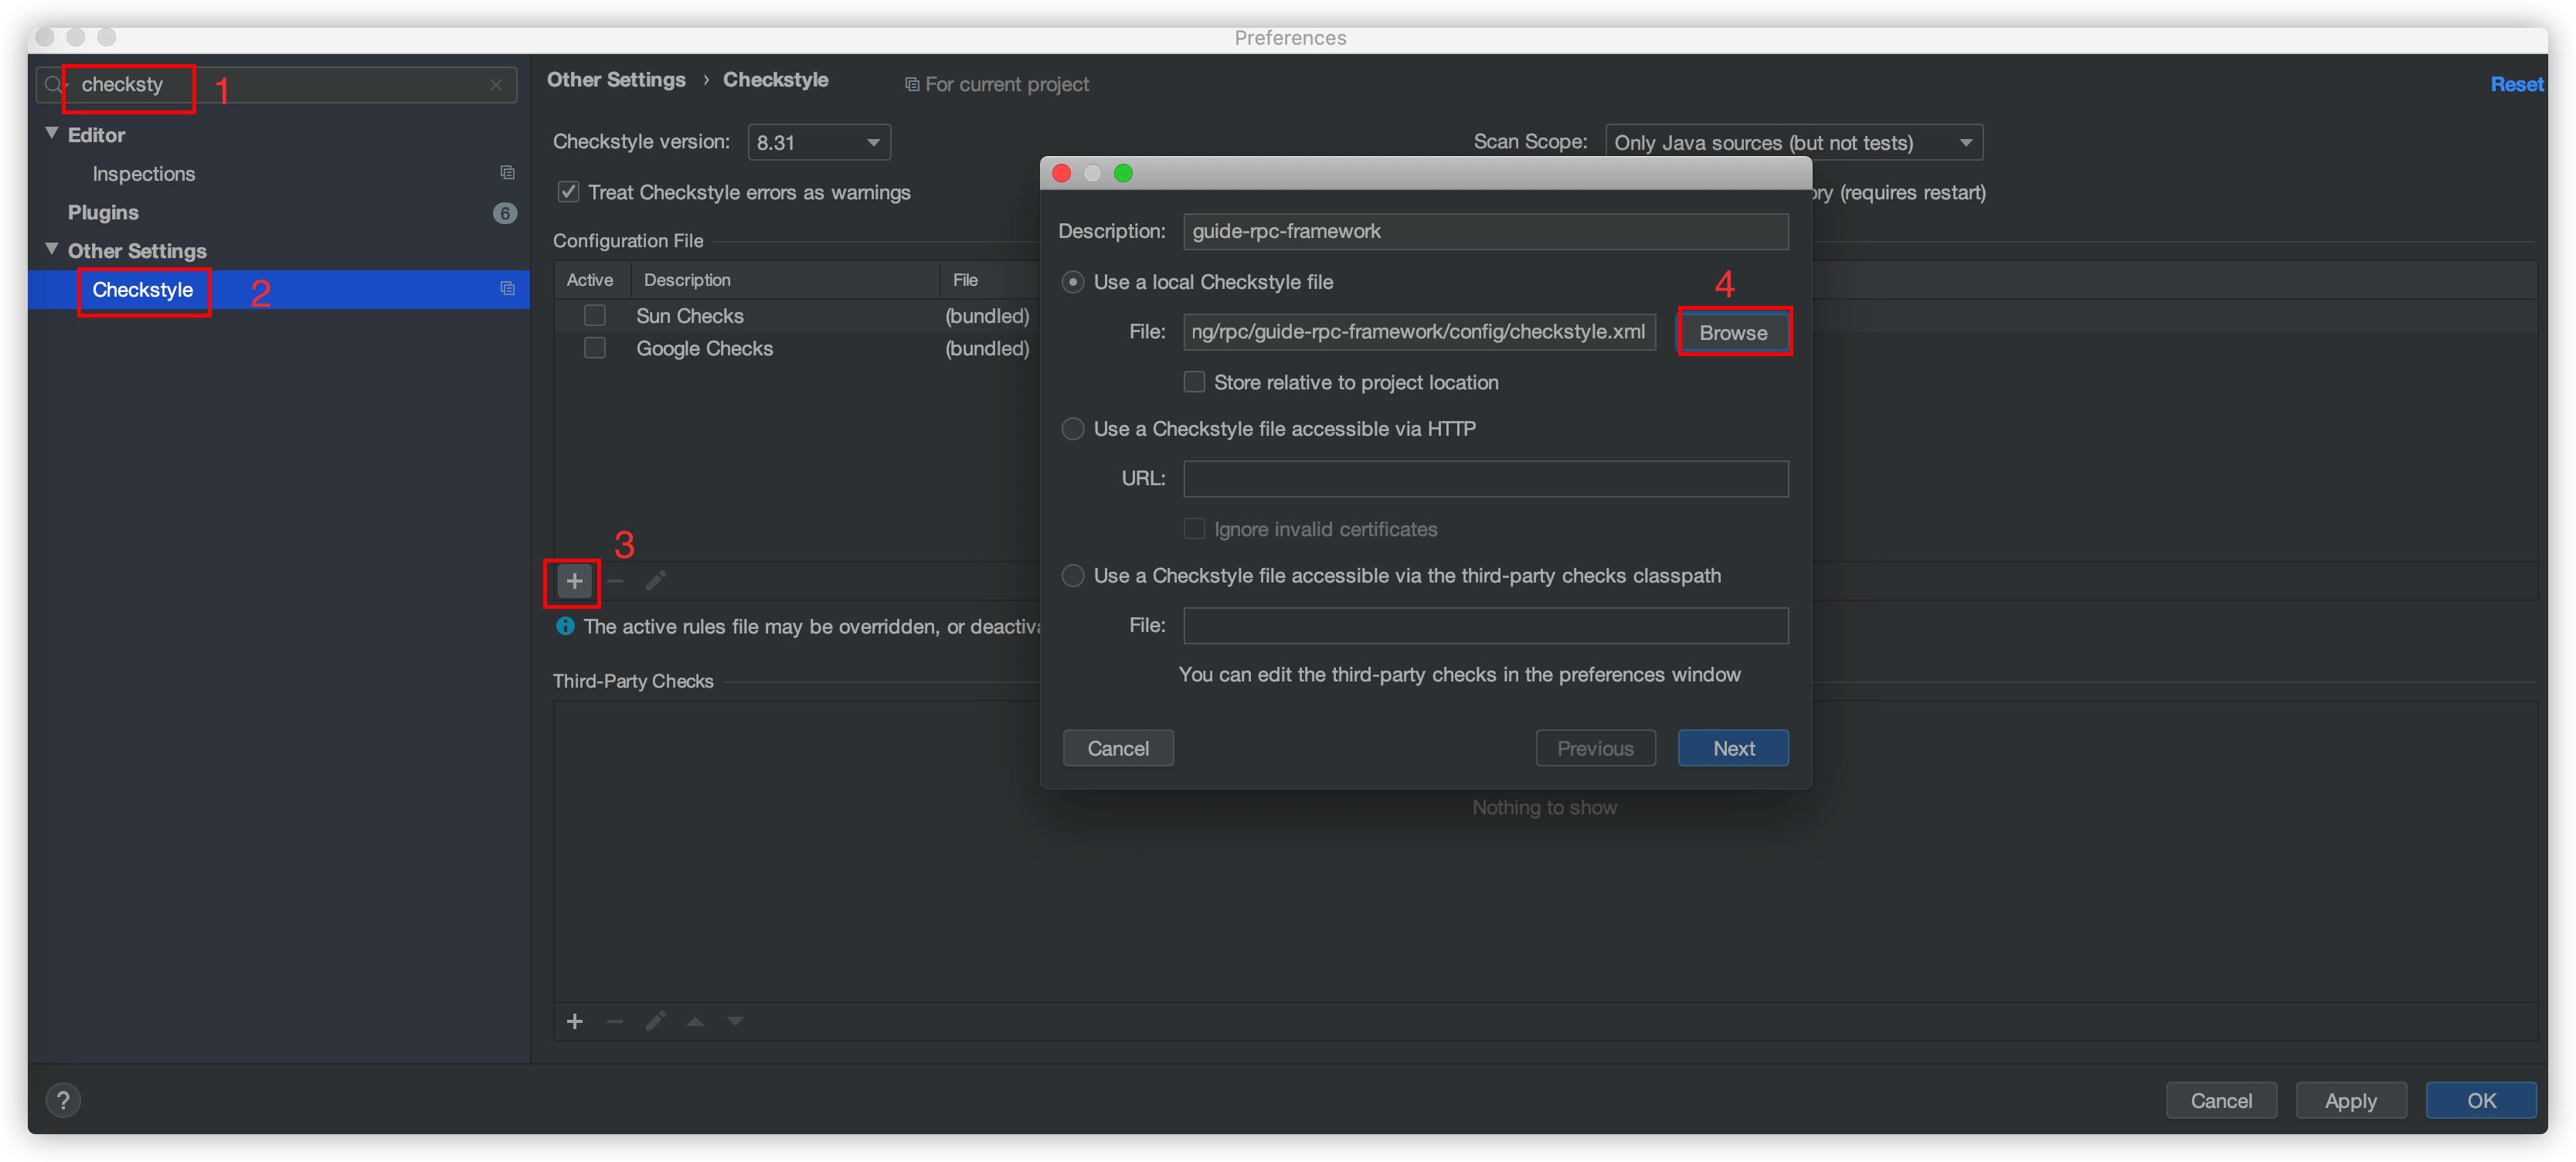 Preferences
checksty
1
Editor
Inspections
Plugins
6
Other Settings
Checkstyle
2
Other Settings › Checkstyle
For current project
Reset
Checkstyle version: 8.31
Scan Scope: Only Java sources (but not tests)
Treat Checkstyle errors as warnings
(requires restart)
Configuration File
Active Description File
Sun Checks (bundled)
Google Checks (bundled)
3
The active rules file may be overridden, or
Third-Party Checks
Nothing to show
Description: guide-rpc-framework
Use a local Checkstyle file
4
File: ng/rpc/guide-rpc-framework/config/checkstyle.xml Browse
Store relative to project location
Use a Checkstyle file accessible via HTTP
URL:
Ignore invalid certificates
Use a Checkstyle file accessible via the third-party checks classpath
File:
You can edit the third-party checks in the preferences window
Cancel Previous Next
?
Cancel Apply OK